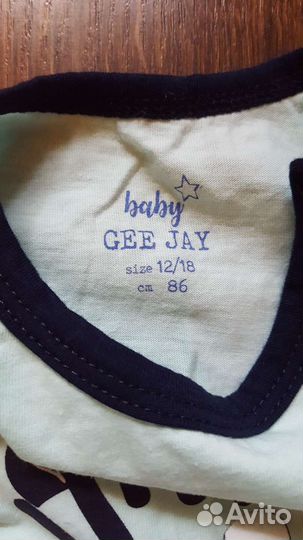 baby
GEE JAY
size 12/18
cm 86
Avito